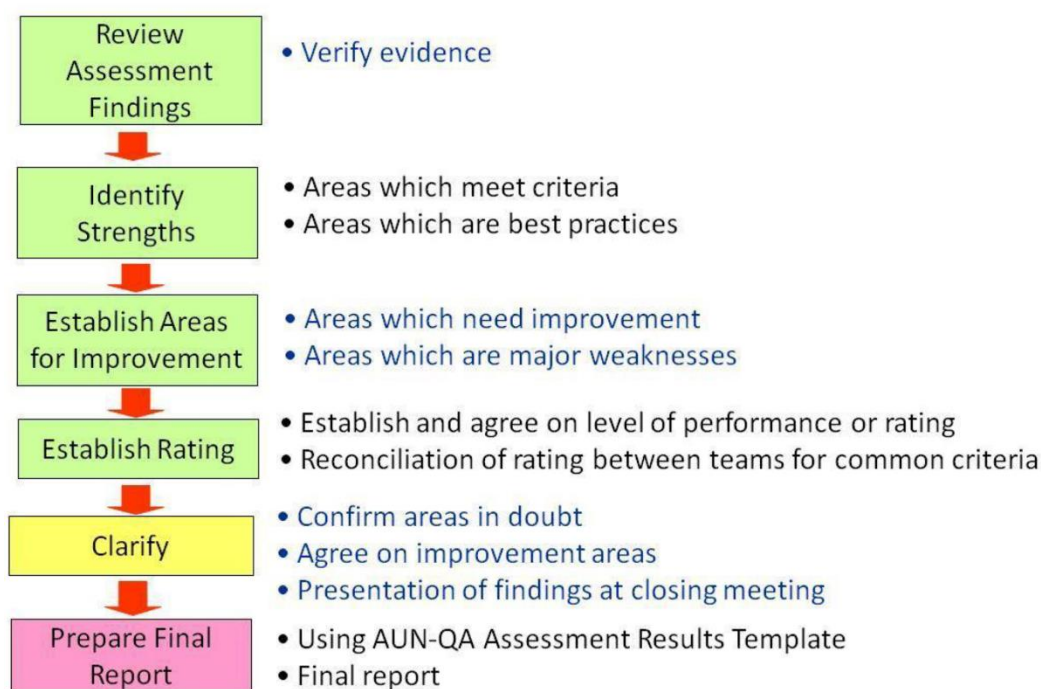 Review
Assessment
Findings
• Verify evidence
Identify
Strengths
• Areas which meet criteria
• Areas which are best practices
Establish Areas
for Improvement
• Areas which need improvement
• Areas which are major weaknesses
Establish Rating
• Establish and agree on level of performance or rating
• Reconciliation of rating between teams for common criteria
Clarify
• Confirm areas in doubt
• Agree on improvement areas
• Presentation of findings at closing meeting
Prepare Final
Report
• Using AUN-QA Assessment Results Template
• Final report